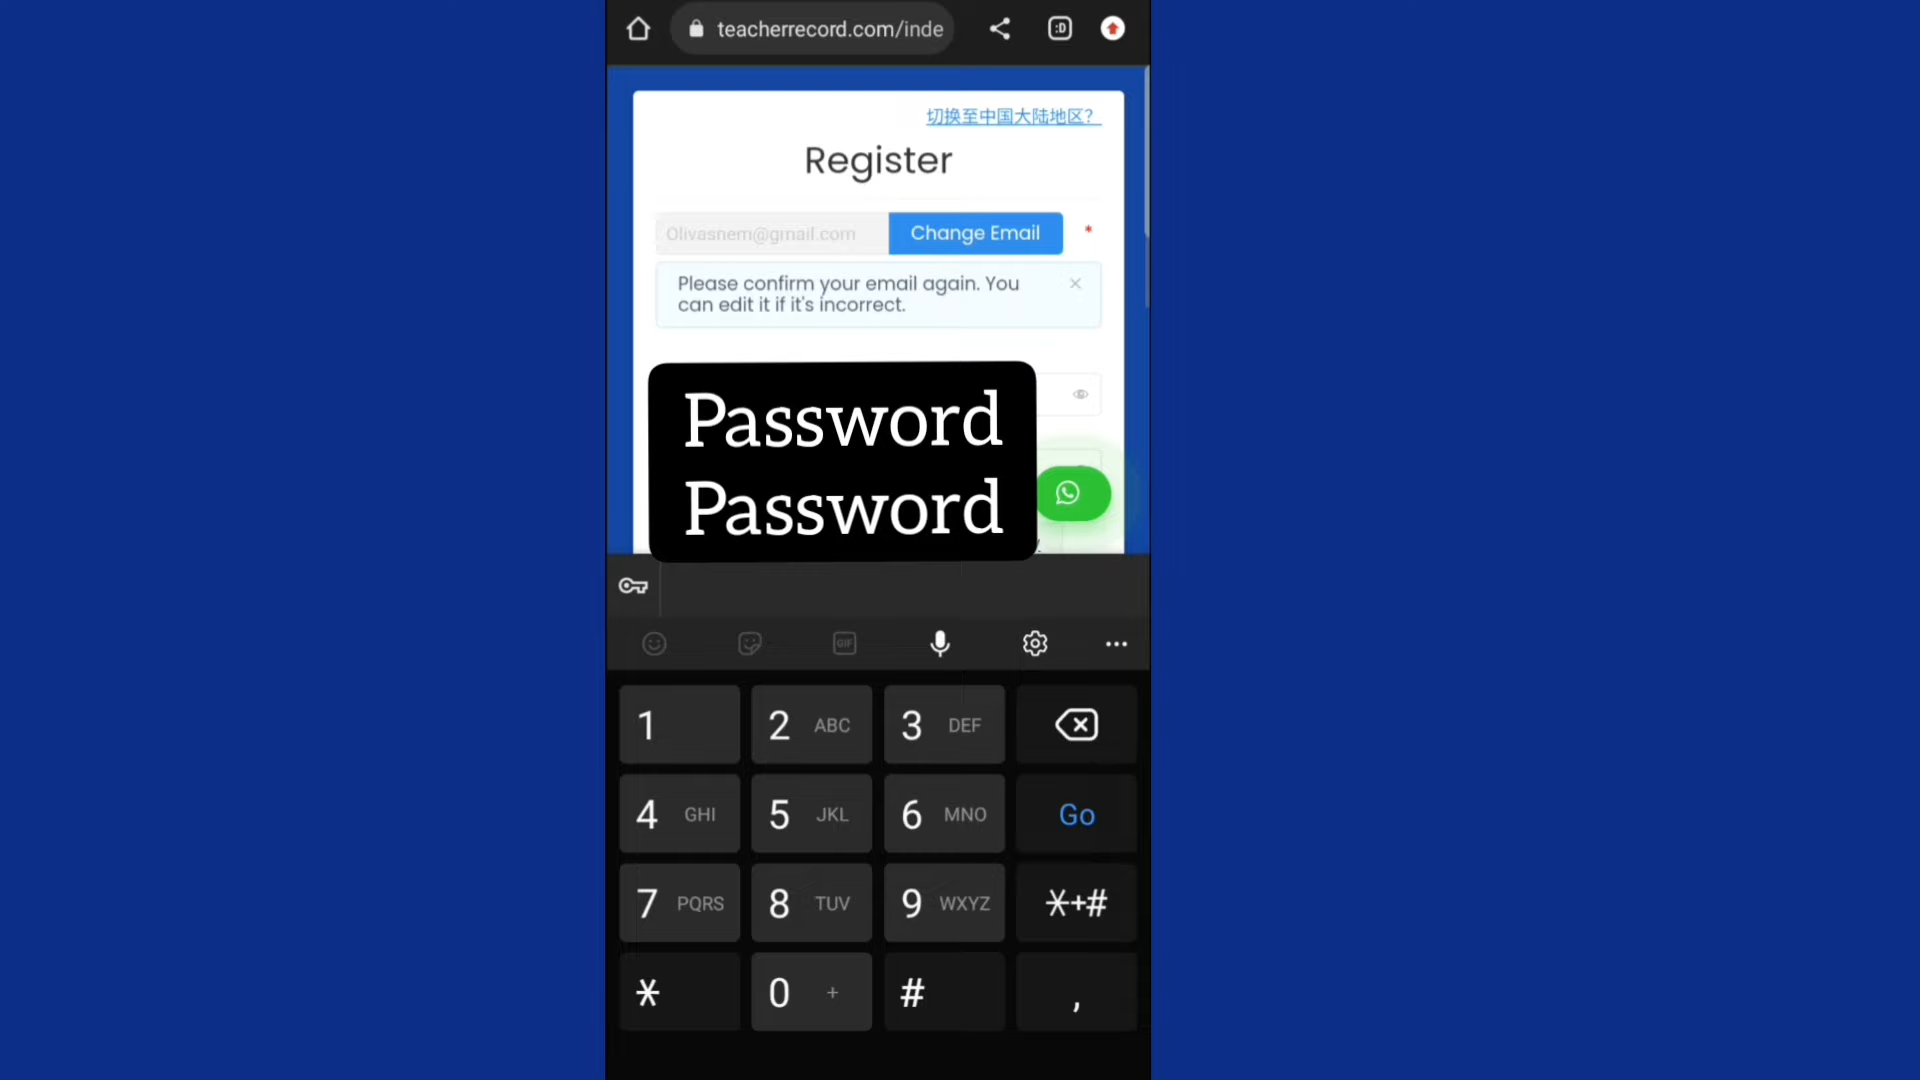 teacherrecord.com/inde
:D
切换至中国大陆地区?
Register
Olivasnem@gmail.com
Change Email *
Please confirm your email again. You
can edit it if it's incorrect.
Password
Password
GIF
1
2 ABC
3 DEF
4 GHI
5 JKL
6 MNO
Go
7 PQRS
8 TUV
9 WXYZ
*+#
*
0 +
#
,